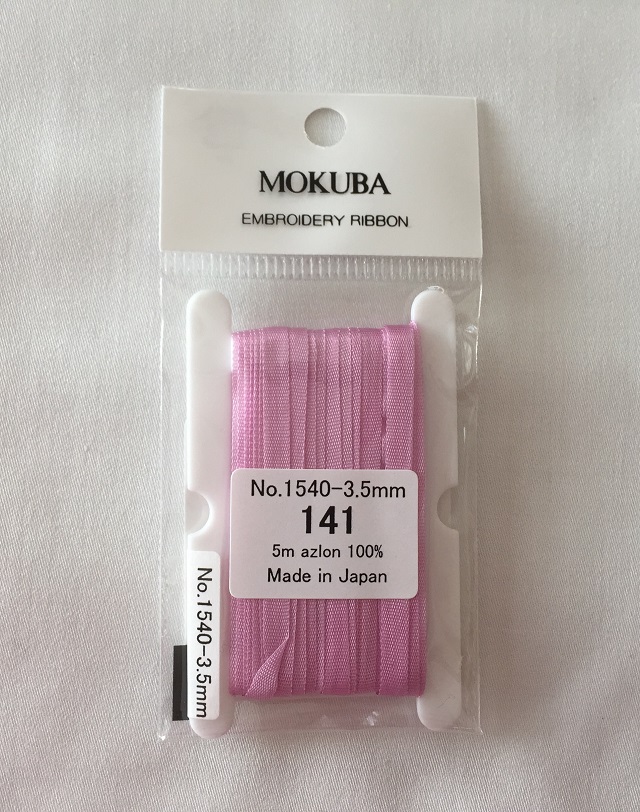 MOKUBA
EMBROIDERY RIBBON
No.1540-3.5mm
141
5m azlon 100%
Made in Japan
No.1540-3.5mm